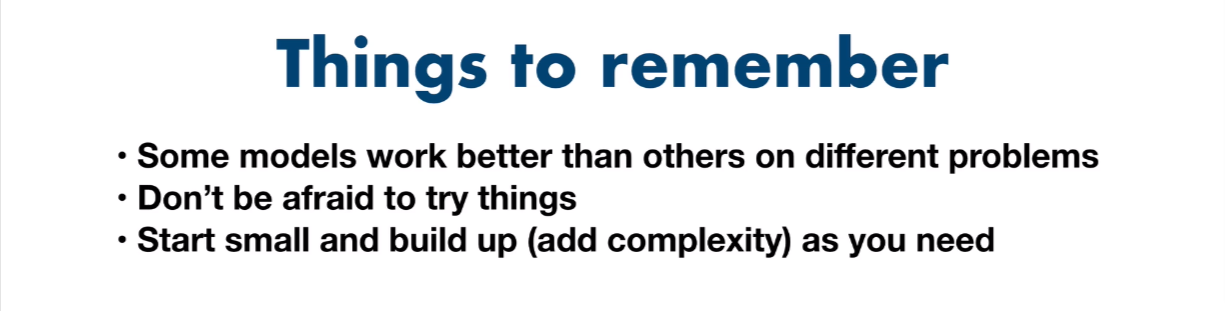 Things to remember
• Some models work better than others on different problems
• Don’t be afraid to try things
• Start small and build up (add complexity) as you need